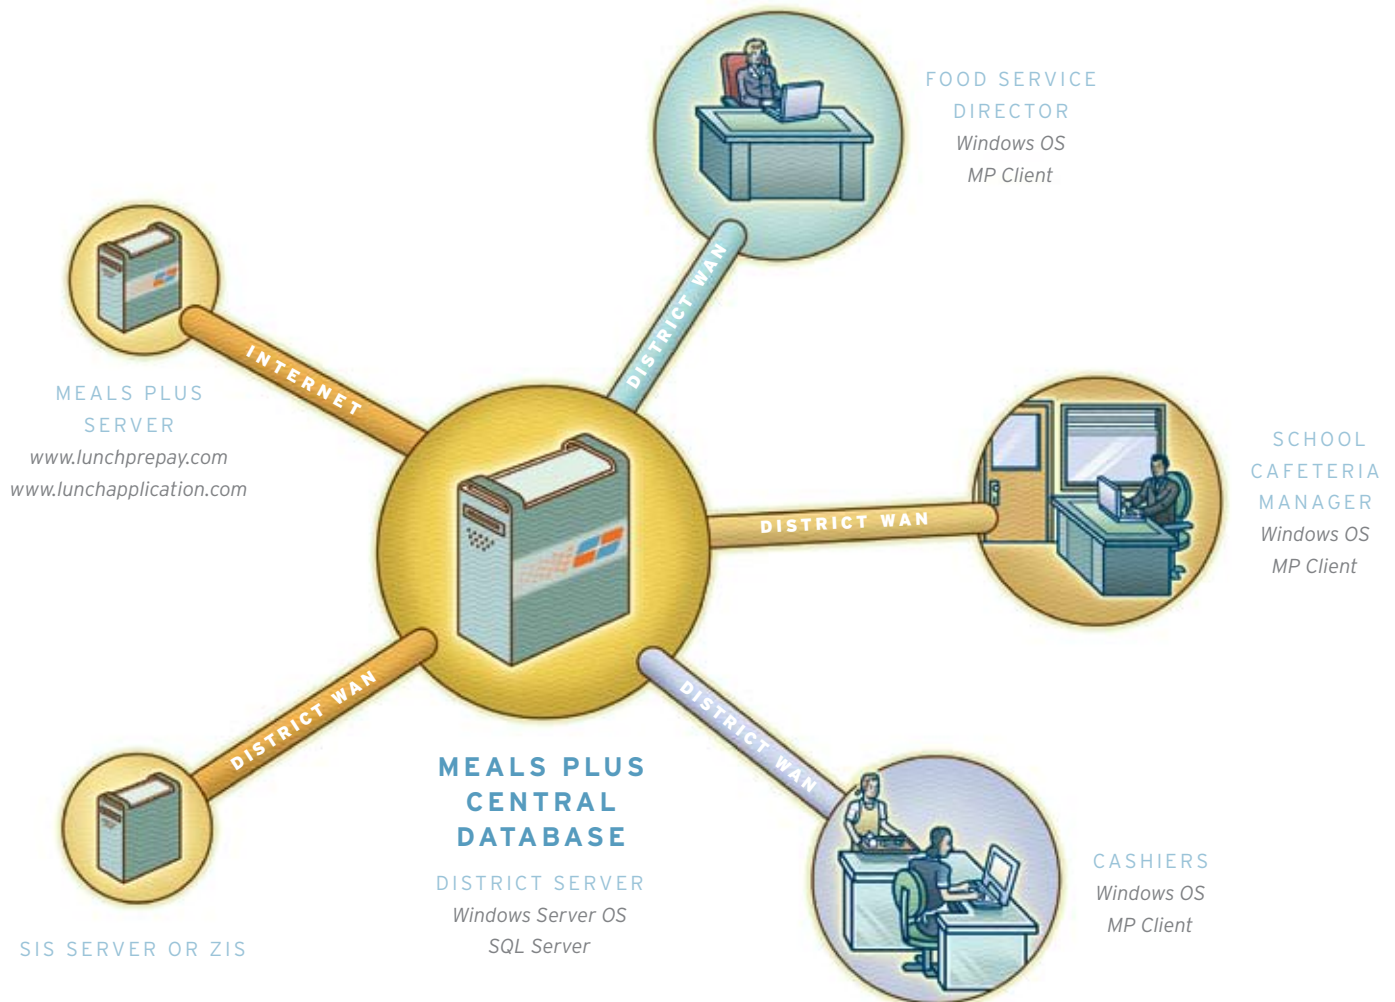 FOOD SERVICE
DIRECTOR
Windows OS
MP Client
DISTRICT WAN
INTERNET
MEALS PLUS
SERVER
www.lunchprepay.com
www.lunchapplication.com
SCHOOL
CAFETERIA
MANAGER
Windows OS
MP Client
DISTRICT WAN
DISTRICT WAN
DISTRICT WAN
MEALS PLUS
CENTRAL
DATABASE
DISTRICT SERVER
Windows Server OS
SQL Server
CASHIERS
Windows OS
MP Client
SIS SERVER OR ZIS